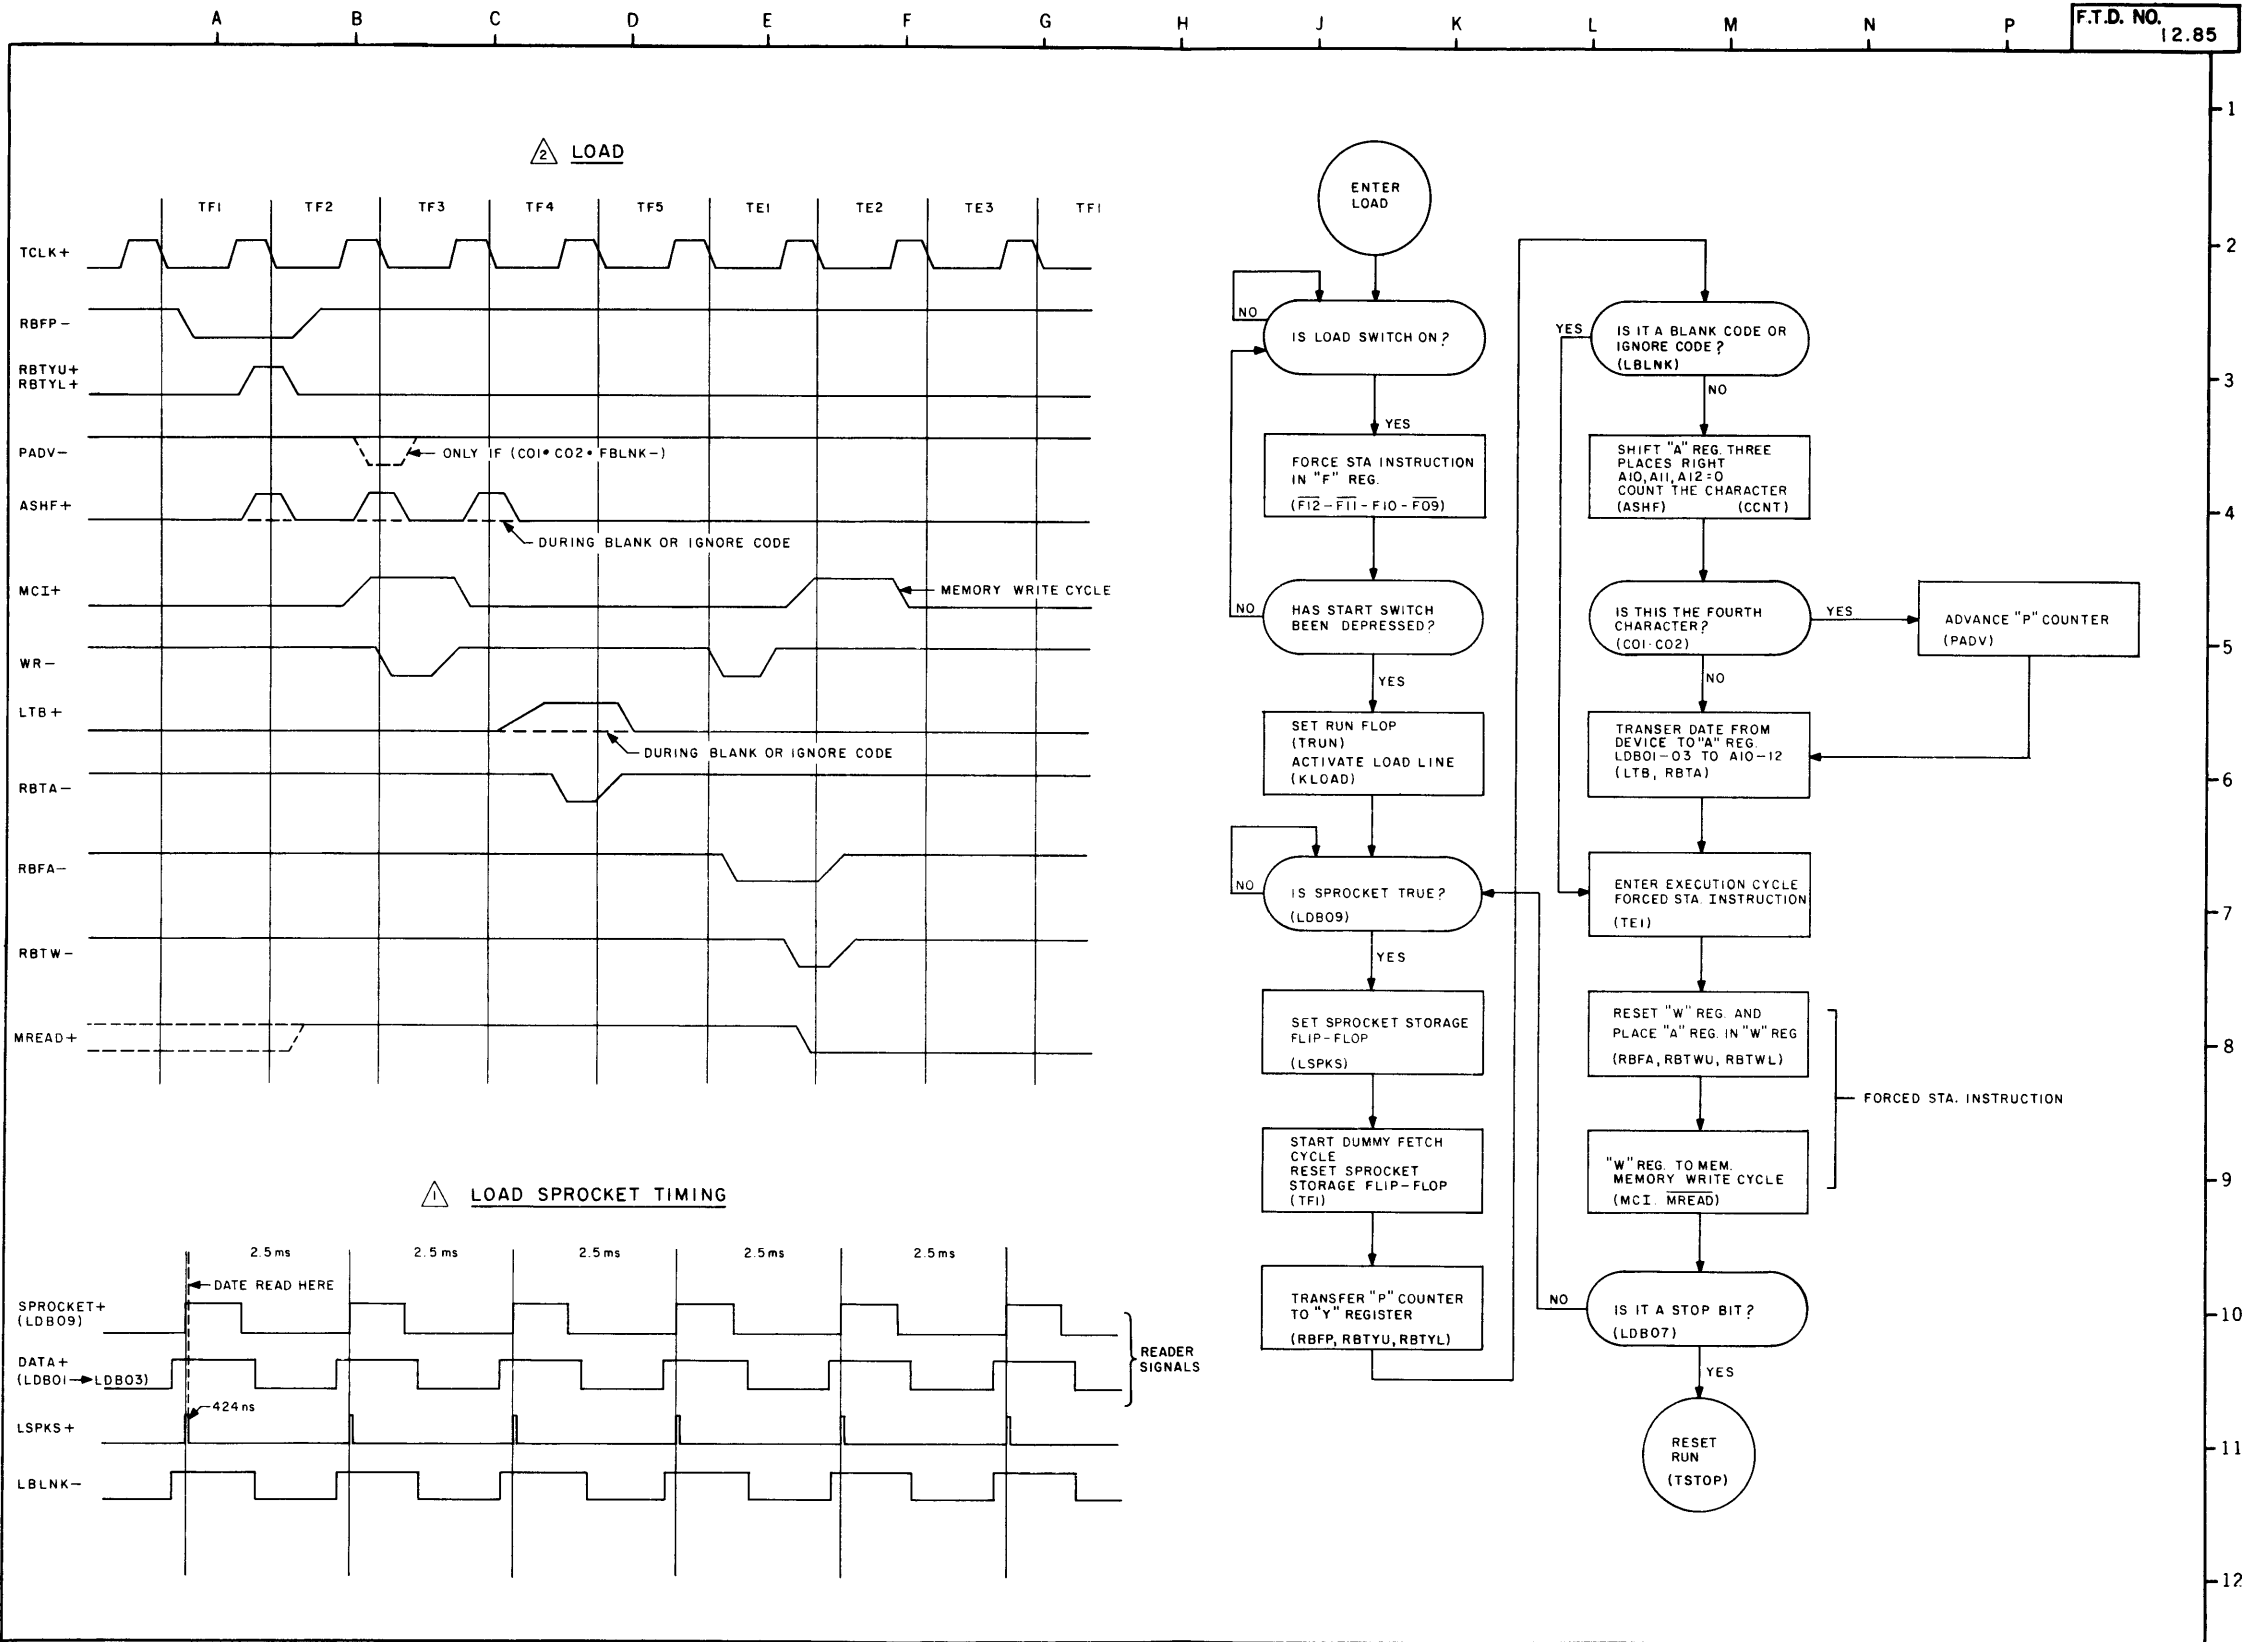 A B C D E F G H J K L M N P
F.T.D. NO.
12.85
1
2
3
4
5
6
7
8
9
10
11
12
2 LOAD
TF1 TF2 TF3 TF4 TF5 TE1 TE2 TE3 TF1
TCLK+
RBFP-
RBTYU+
RBTYL+
PADV-
ONLY IF (C01•C02•FBLNK-)
ASHF+
DURING BLANK OR IGNORE CODE
MCI+
MEMORY WRITE CYCLE
WR-
LTB+
DURING BLANK OR IGNORE CODE
RBTA-
RBFA-
RBTW-
MREAD+
1 LOAD SPROCKET TIMING
2.5ms 2.5ms 2.5ms 2.5ms 2.5ms
DATE READ HERE
SPROCKET+
(LDB09)
DATA+
(LDB01→LDB03)
READER
SIGNALS
424ns
LSPKS+
LBLNK-
ENTER
LOAD
IS LOAD SWITCH ON?
NO
YES
FORCE STA INSTRUCTION
IN "F" REG.
(F̅1̅2̅-F̅1̅1̅-F10-F̅0̅9̅)
HAS START SWITCH
BEEN DEPRESSED?
NO
YES
SET RUN FLOP
(TRUN)
ACTIVATE LOAD LINE
(KLOAD)
IS SPROCKET TRUE?
(LDB09)
NO
YES
SET SPROCKET STORAGE
FLIP-FLOP
(LSPKS)
START DUMMY FETCH
CYCLE
RESET SPROCKET
STORAGE FLIP-FLOP
(TF1)
TRANSFER "P" COUNTER
TO "Y" REGISTER
(RBFP, RBTYU, RBTYL)
YES
IS IT A BLANK CODE OR
IGNORE CODE?
(LBLNK)
NO
SHIFT "A" REG. THREE
PLACES RIGHT
A10, A11, A12=0
COUNT THE CHARACTER
(ASHF) (CCNT)
IS THIS THE FOURTH
CHARACTER?
(C01·C02)
YES
ADVANCE "P" COUNTER
(PADV)
NO
TRANSER DATE FROM
DEVICE TO "A" REG.
LDB01-03 TO A10-12
(LTB, RBTA)
ENTER EXECUTION CYCLE
FORCED STA. INSTRUCTION
(TE1)
RESET "W" REG. AND
PLACE "A" REG. IN "W" REG
(RBFA, RBTWU, RBTWL)
FORCED STA. INSTRUCTION
"W" REG. TO MEM.
MEMORY WRITE CYCLE
(MCI. M̅R̅E̅A̅D̅)
NO
IS IT A STOP BIT?
(LDB07)
YES
RESET
RUN
(TSTOP)